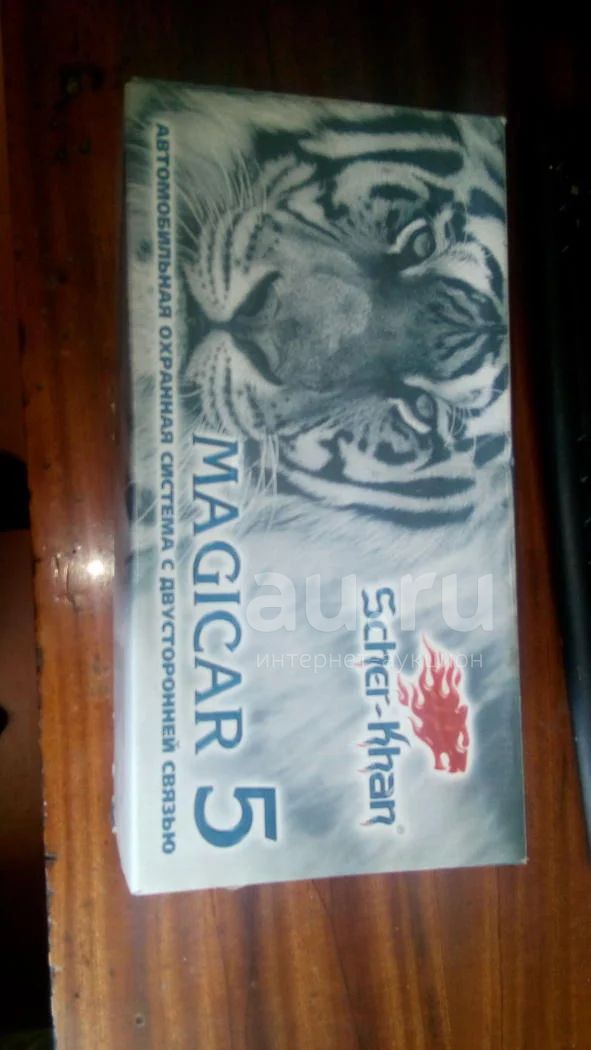 Scher-Khan®
MAGICAR 5
АВТОМОБИЛЬНАЯ ОХРАННАЯ СИСТЕМА С ДВУСТОРОННЕЙ СВЯЗЬЮ
au.ru
интернет-аукцион